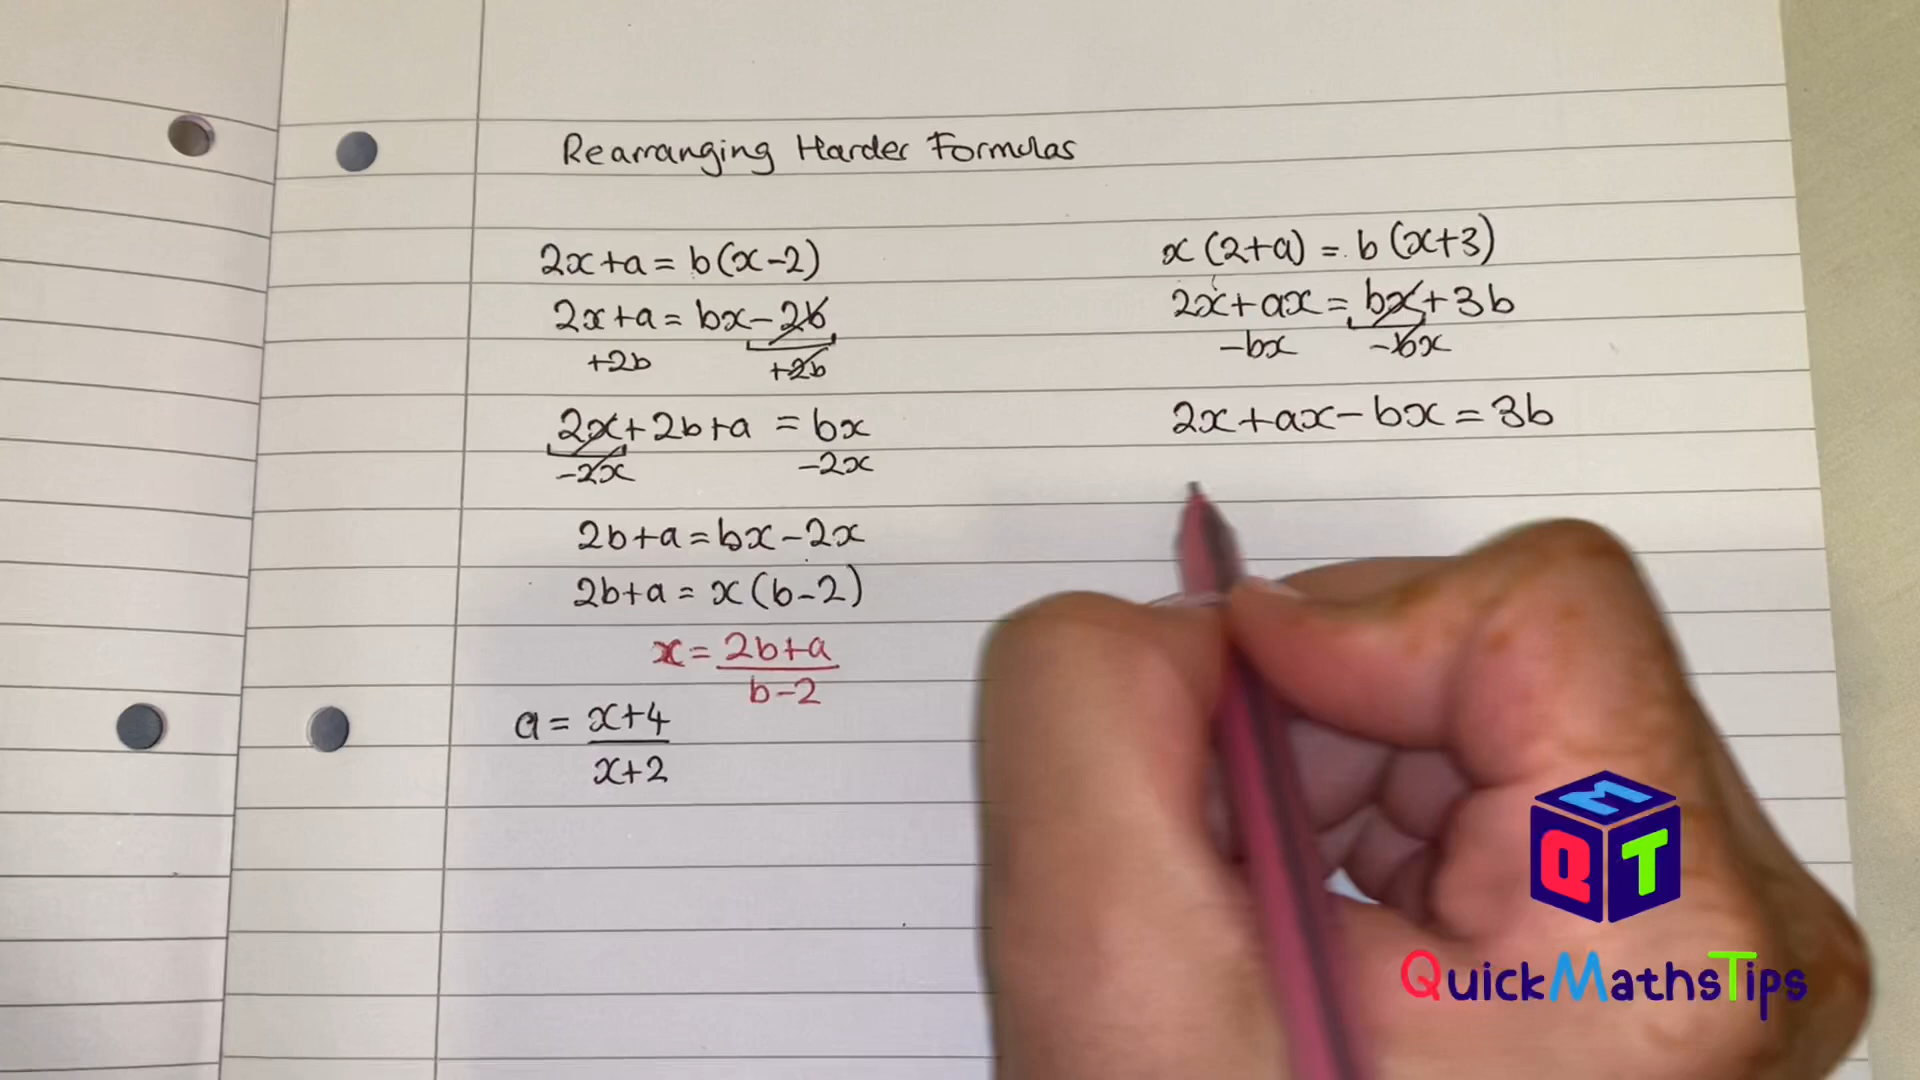 Rearranging Harder Formulas
2x+a=b(x-2)
2x+a=bx-2b
+2b +2b
2x+2b+a=bx
-2x -2x
2b+a=bx-2x
2b+a=x(b-2)
x=2b+a
b-2
a=x+4
x+2
x(2+a)=b(x+3)
2x+ax=bx+3b
-bx -bx
2x+ax-bx=3b
M
Q T
QuickMathsTips